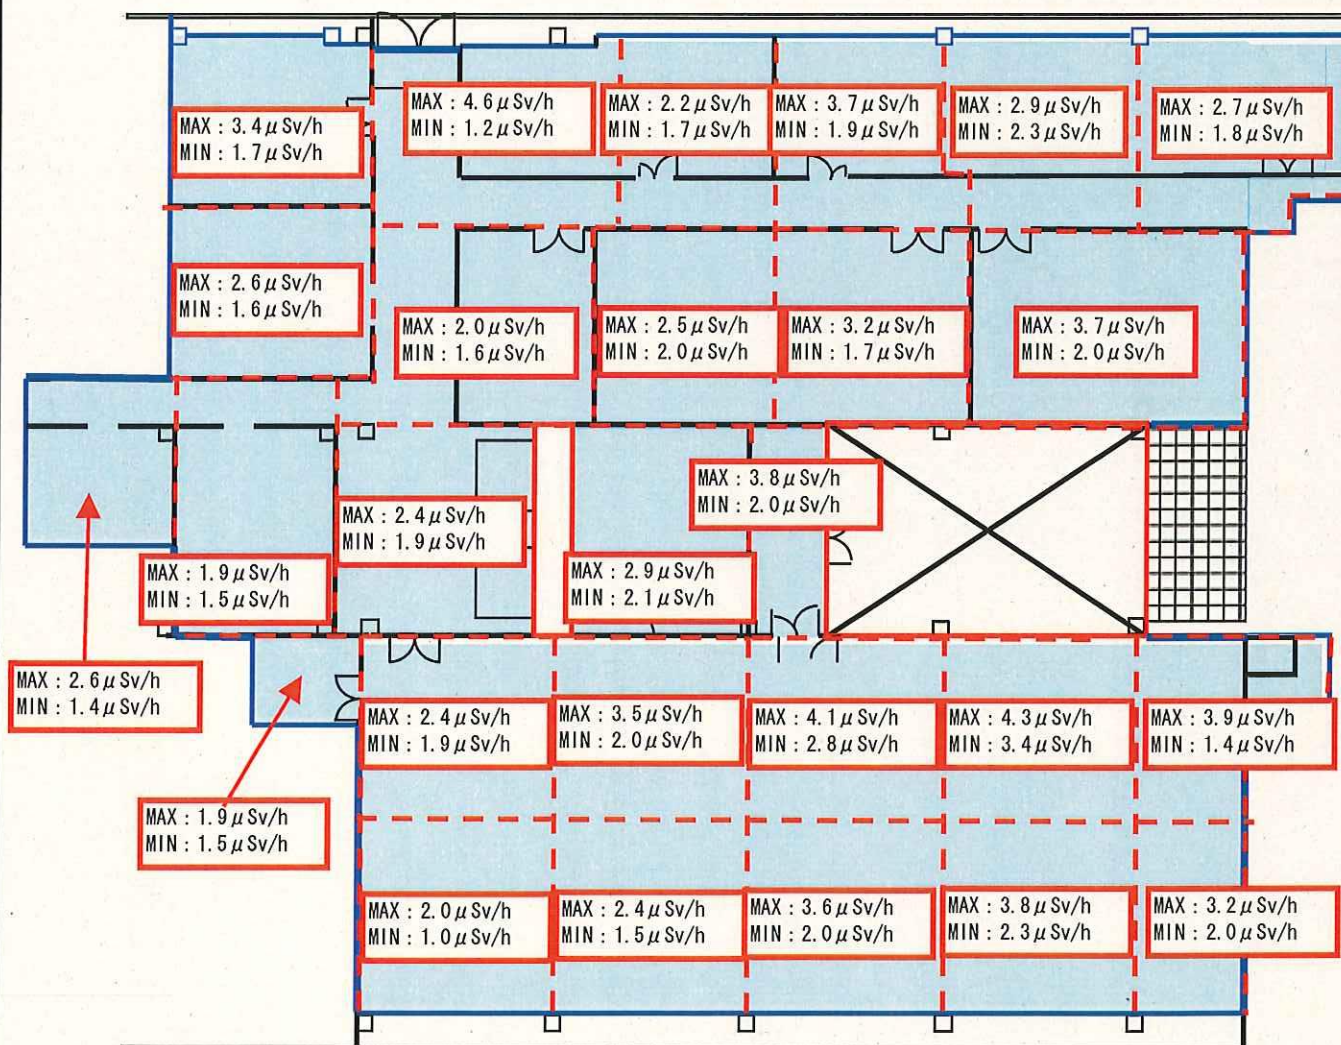 MAX : 3.4μSv/h
MIN : 1.7μSv/h
MAX : 4.6μSv/h
MIN : 1.2μSv/h
MAX : 2.2μSv/h
MIN : 1.7μSv/h
MAX : 3.7μSv/h
MIN : 1.9μSv/h
MAX : 2.9μSv/h
MIN : 2.3μSv/h
MAX : 2.7μSv/h
MIN : 1.8μSv/h
MAX : 2.6μSv/h
MIN : 1.6μSv/h
MAX : 2.0μSv/h
MIN : 1.6μSv/h
MAX : 2.5μSv/h
MIN : 2.0μSv/h
MAX : 3.2μSv/h
MIN : 1.7μSv/h
MAX : 3.7μSv/h
MIN : 2.0μSv/h
MAX : 3.8μSv/h
MIN : 2.0μSv/h
MAX : 2.4μSv/h
MIN : 1.9μSv/h
MAX : 1.9μSv/h
MIN : 1.5μSv/h
MAX : 2.9μSv/h
MIN : 2.1μSv/h
MAX : 2.6μSv/h
MIN : 1.4μSv/h
MAX : 2.4μSv/h
MIN : 1.9μSv/h
MAX : 3.5μSv/h
MIN : 2.0μSv/h
MAX : 4.1μSv/h
MIN : 2.8μSv/h
MAX : 4.3μSv/h
MIN : 3.4μSv/h
MAX : 3.9μSv/h
MIN : 1.4μSv/h
MAX : 1.9μSv/h
MIN : 1.5μSv/h
MAX : 2.0μSv/h
MIN : 1.0μSv/h
MAX : 2.4μSv/h
MIN : 1.5μSv/h
MAX : 3.6μSv/h
MIN : 2.0μSv/h
MAX : 3.8μSv/h
MIN : 2.3μSv/h
MAX : 3.2μSv/h
MIN : 2.0μSv/h